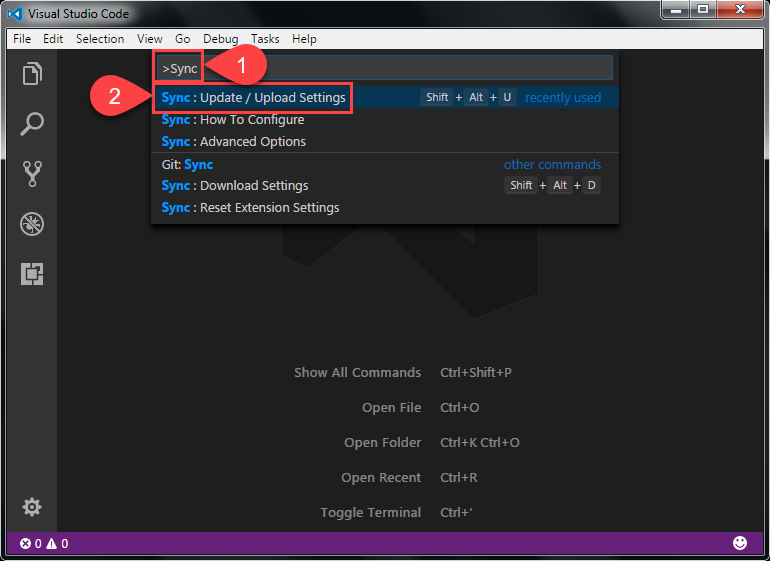 Visual Studio Code
File Edit Selection View Go Debug Tasks Help
>Sync
1
2
Sync : Update / Upload Settings Shift + Alt + U recently used
Sync : How To Configure
Sync : Advanced Options
Git: Sync other commands
Sync : Download Settings Shift + Alt + D
Sync : Reset Extension Settings
Show All Commands Ctrl+Shift+P
Open File Ctrl+O
Open Folder Ctrl+K Ctrl+O
Open Recent Ctrl+R
Toggle Terminal Ctrl+'
0 0